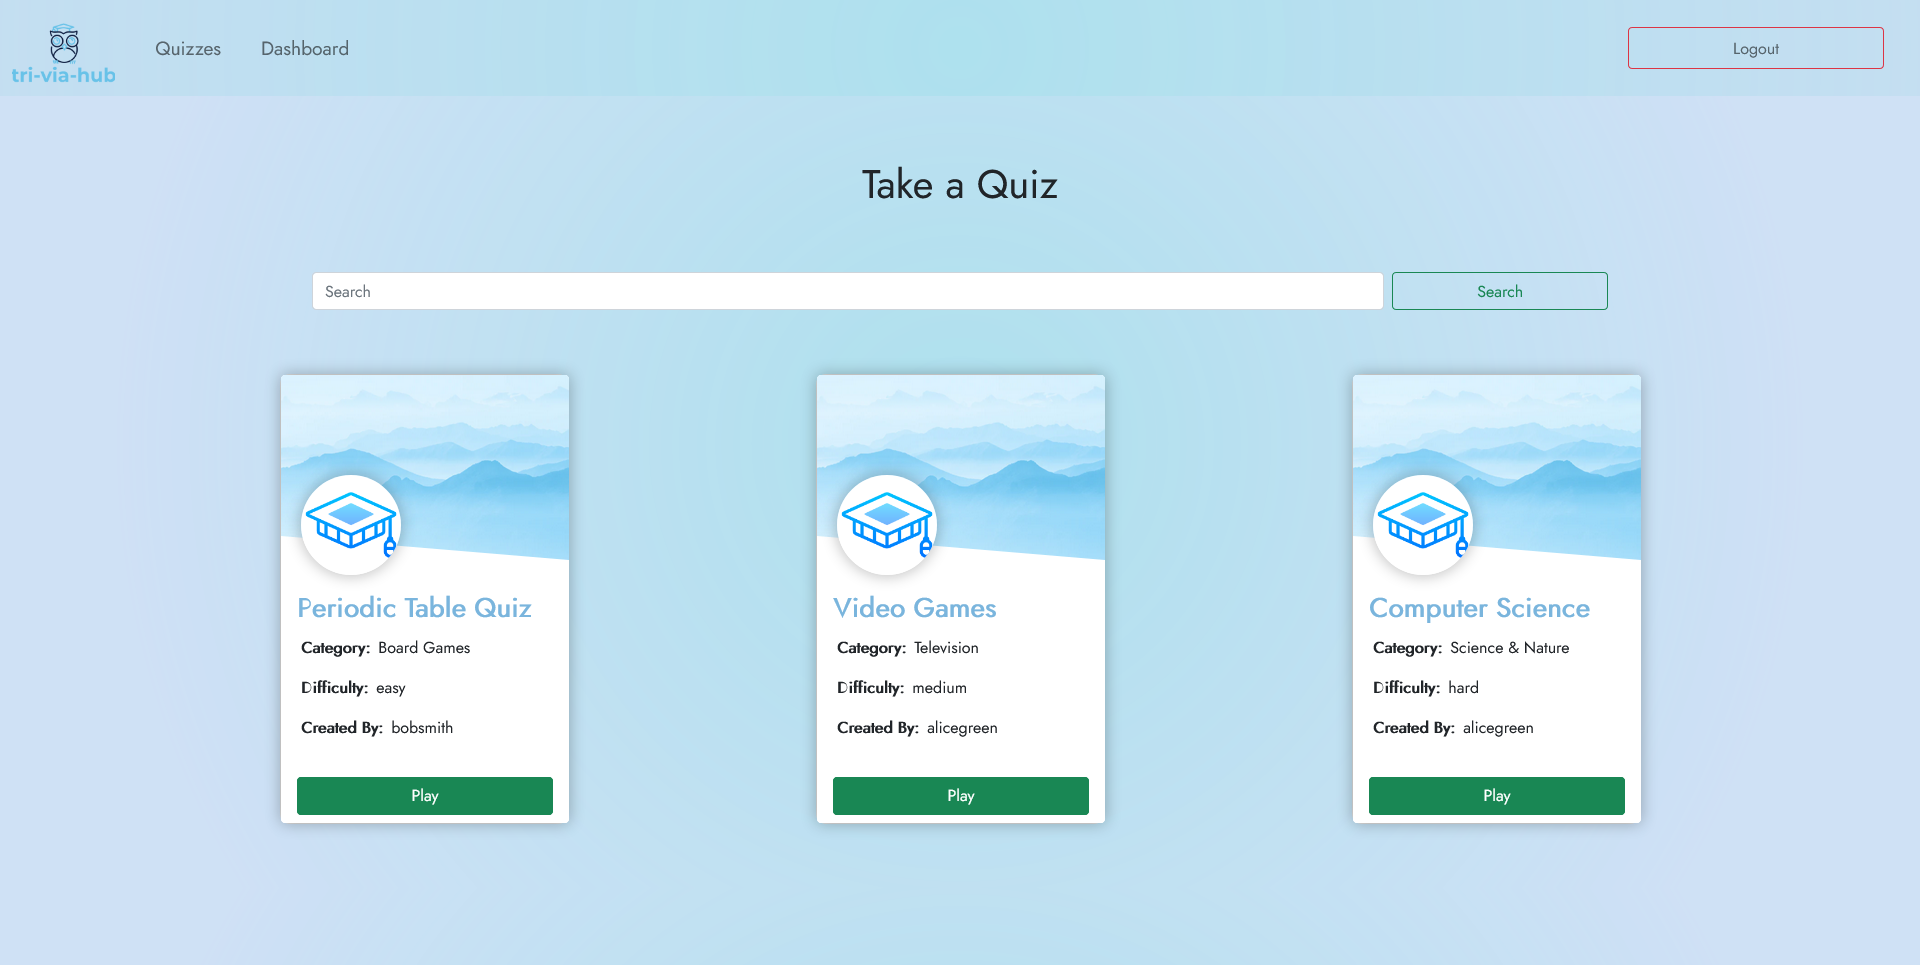 tri-via-hub
Quizzes
Dashboard
Logout
Take a Quiz
Search
Search
Periodic Table Quiz
Category: Board Games
Difficulty: easy
Created By: bobsmith
Play
Video Games
Category: Television
Difficulty: medium
Created By: alicegreen
Play
Computer Science
Category: Science & Nature
Difficulty: hard
Created By: alicegreen
Play